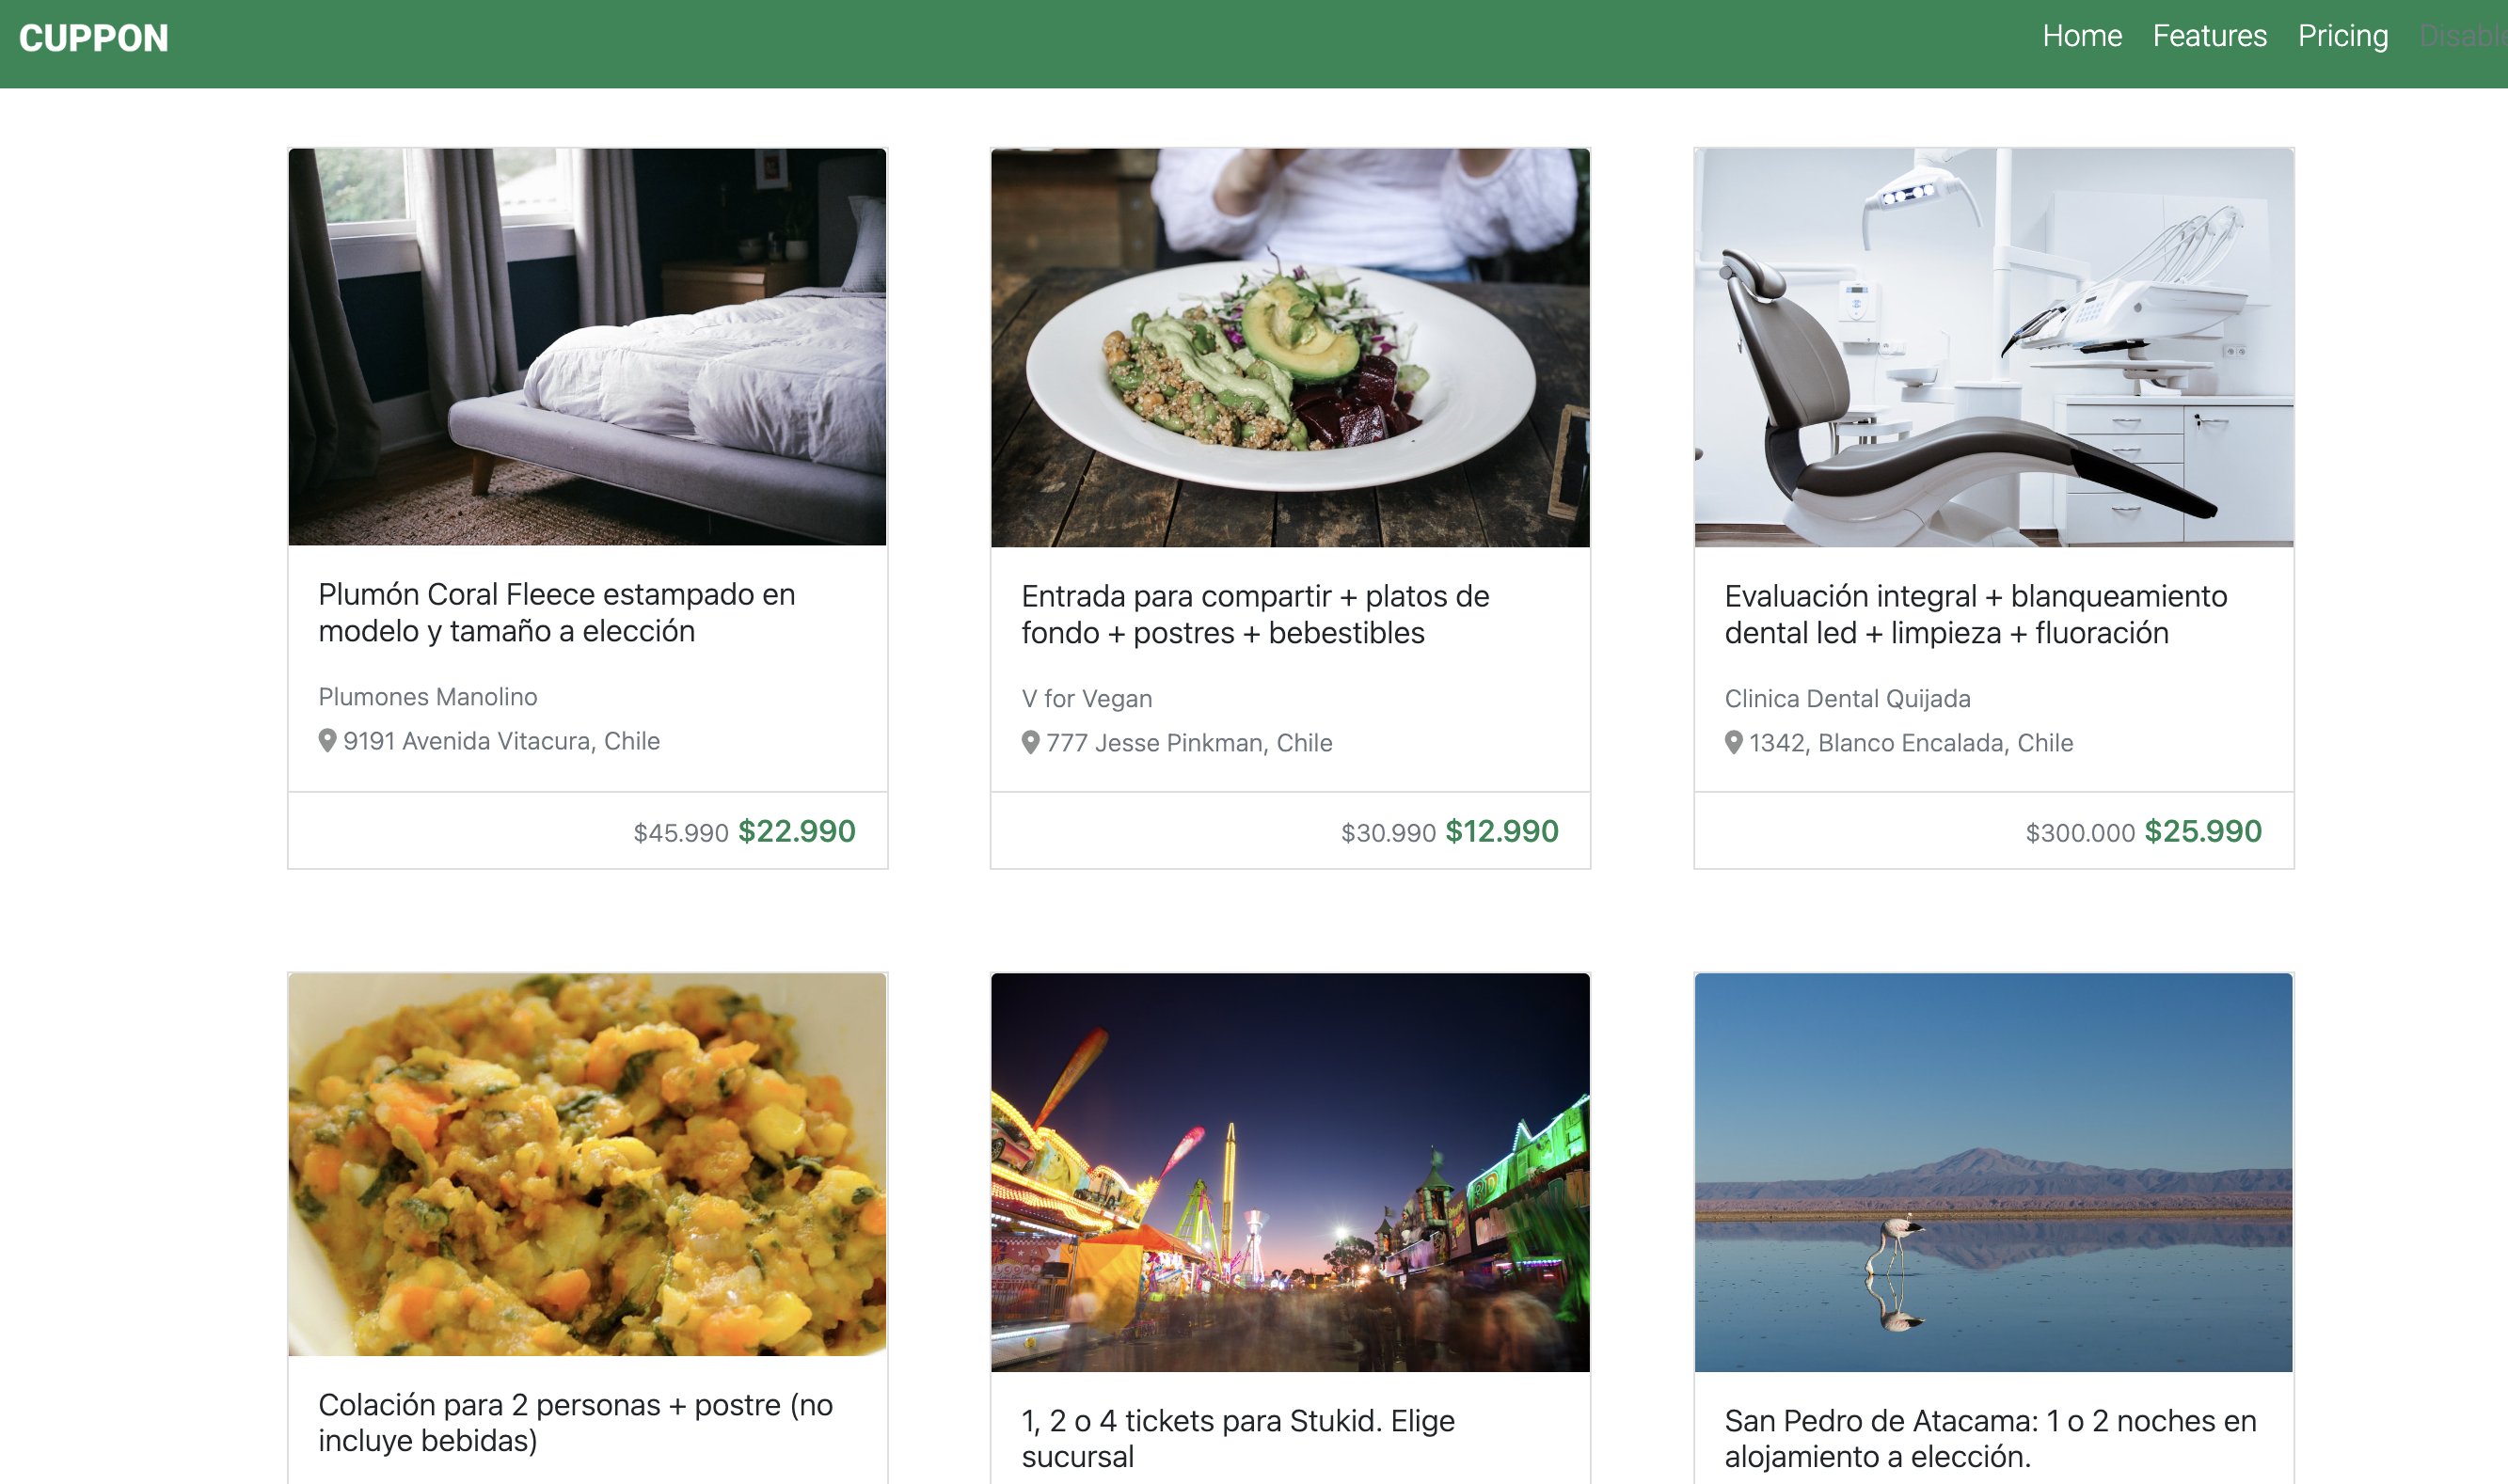 CUPPON
Home Features Pricing
Plumón Coral Fleece estampado en
modelo y tamaño a elección
Plumones Manolino
9191 Avenida Vitacura, Chile
$45.990 $22.990
Entrada para compartir + platos de
fondo + postres + bebestibles
V for Vegan
777 Jesse Pinkman, Chile
$30.990 $12.990
Evaluación integral + blanqueamiento
dental led + limpieza + fluoración
Clinica Dental Quijada
1342, Blanco Encalada, Chile
$300.000 $25.990
Colación para 2 personas + postre (no
incluye bebidas)
1, 2 o 4 tickets para Stukid. Elige
sucursal
San Pedro de Atacama: 1 o 2 noches en
alojamiento a elección.